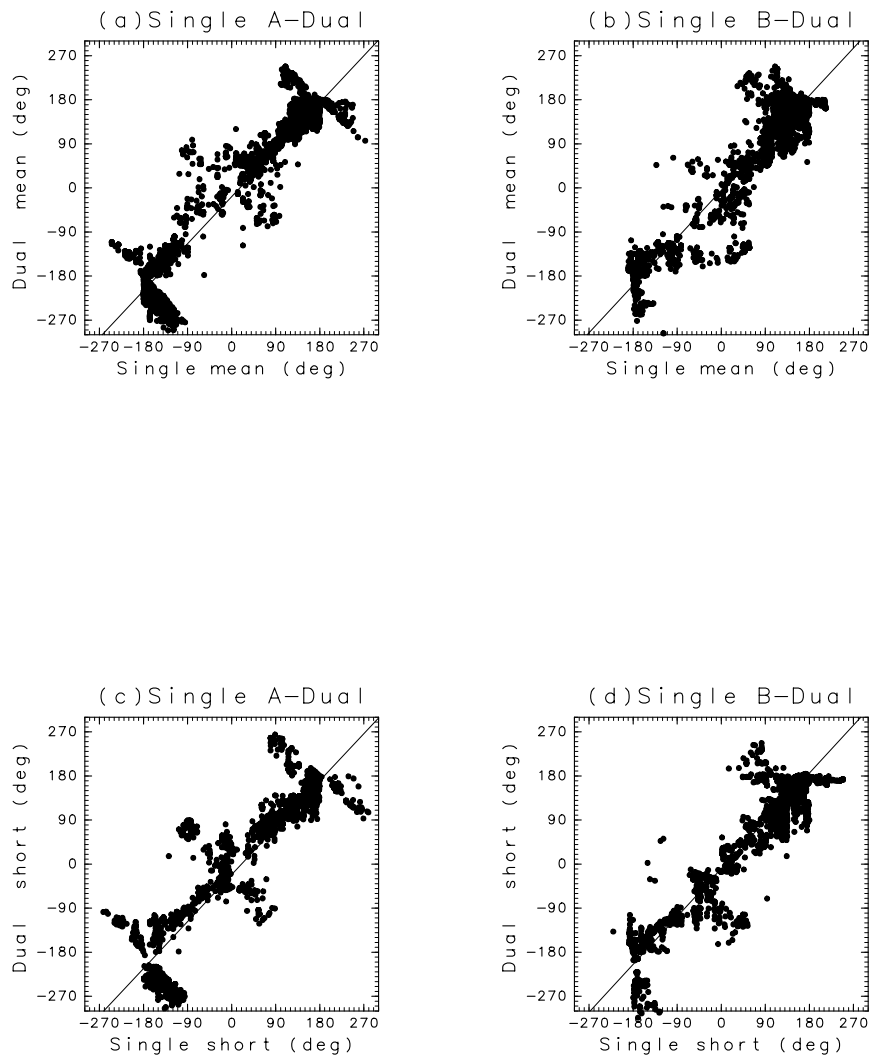 (a)Single A-Dual (b)Single B-Dual
270 270
180 180
90 90
0 0
-90 -90
-180 -180
-270 -270
Dual mean (deg) Dual mean (deg)
-270 -180 -90 0 90 180 270 -270 -180 -90 0 90 180 270
Single mean (deg) Single mean (deg)
(c)Single A-Dual (d)Single B-Dual
270 270
180 180
90 90
0 0
-90 -90
-180 -180
-270 -270
Dual short (deg) Dual short (deg)
-270 -180 -90 0 90 180 270 -270 -180 -90 0 90 180 270
Single short (deg) Single short (deg)